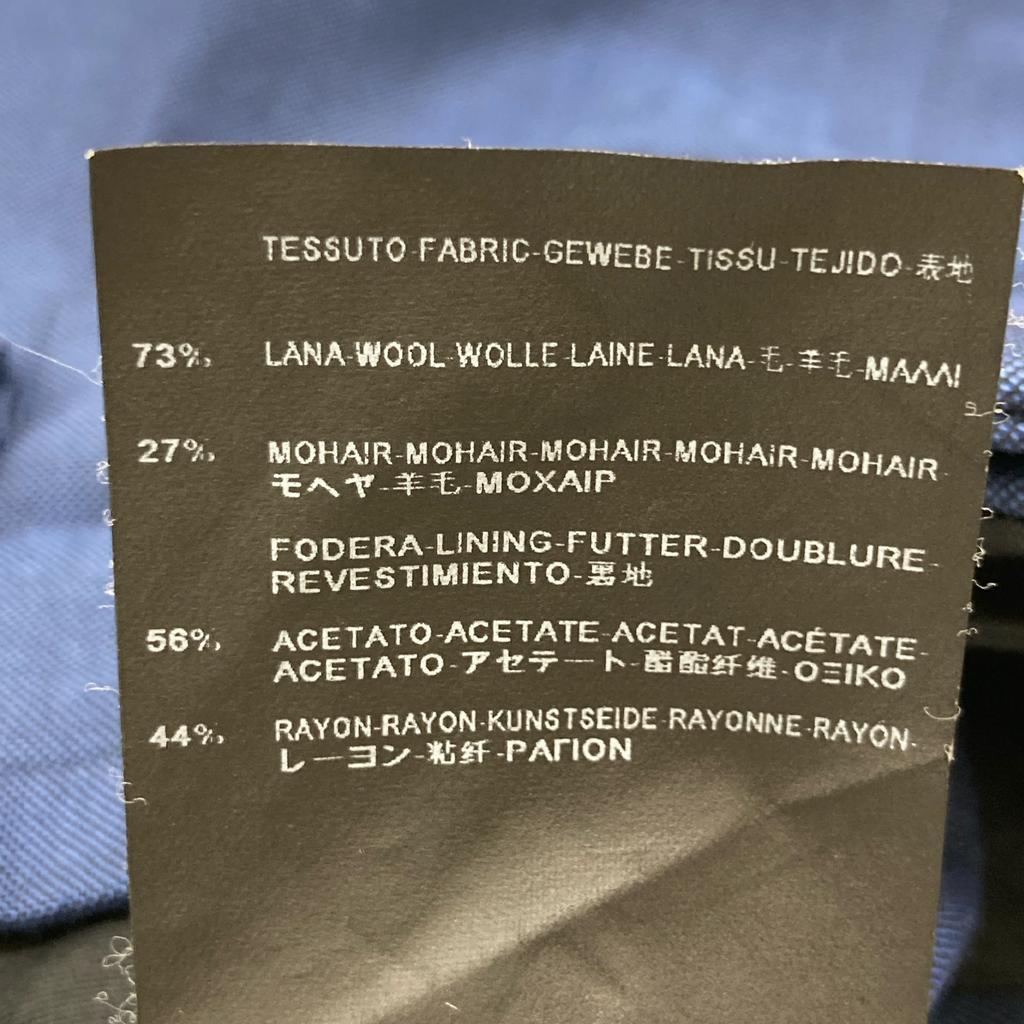 TESSUTO-FABRIC-GEWEBE-TISSU-TEJIDO-表地
73% LANA-WOOL-WOLLE-LAINE-LANA-毛-羊毛-ΜΑΛΛΙ
27% MOHAIR-MOHAIR-MOHAIR-MOHAIR-MOHAIR-
モヘヤ-羊毛-ΜΟΧΑΙΡ
FODERA-LINING-FUTTER-DOUBLURE-
REVESTIMIENTO-裏地
56% ACETATO-ACETATE-ACETAT-ACÉTATE-
ACETATO-アセテート-醋酯纤维-ΟΞΙΚΟ
44% RAYON-RAYON-KUNSTSEIDE-RAYONNE-RAYÓN-
レーヨン-粘纤-ΡΑΓΙΟΝ